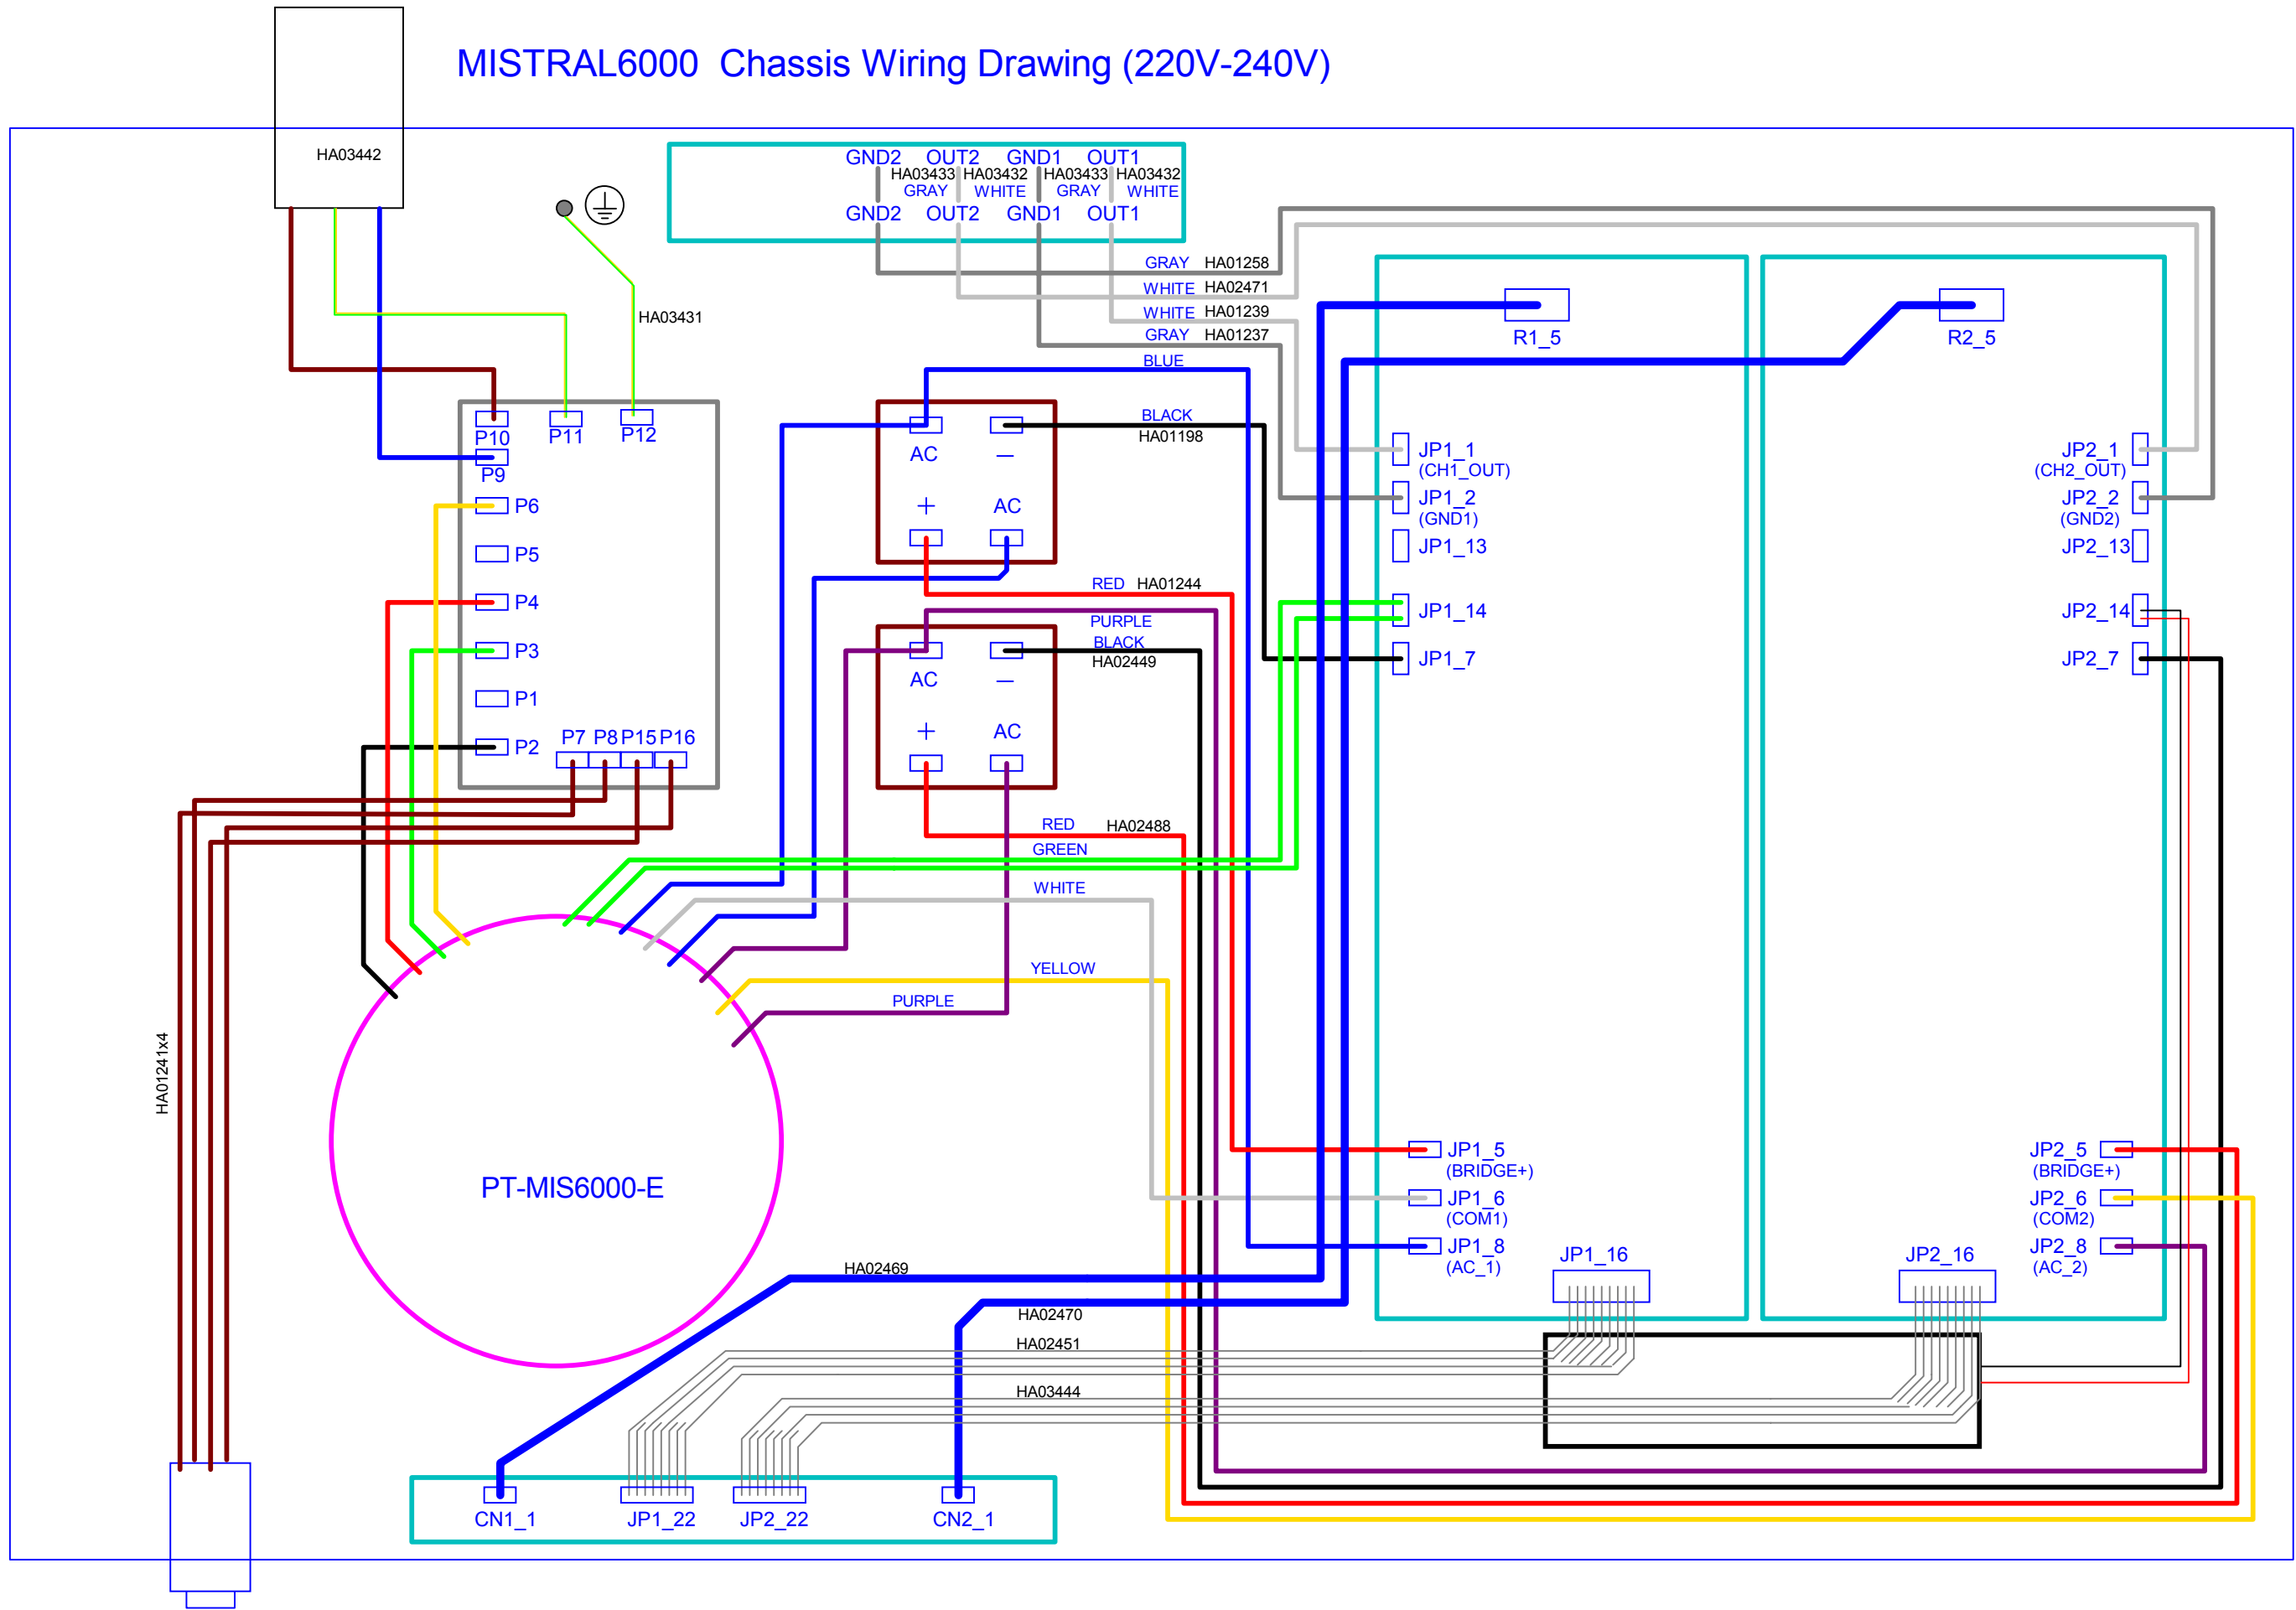 MISTRAL6000 Chassis Wiring Drawing (220V-240V)
HA03442
GND2 OUT2 GND1 OUT1
HA03433 HA03432 HA03433 HA03432
GRAY WHITE GRAY WHITE
GND2 OUT2 GND1 OUT1
GRAY HA01258
WHITE HA02471
WHITE HA01239
GRAY HA01237
BLUE
HA03431
R1_5
R2_5
P10
P11
P12
P9
P6
P5
P4
P3
P1
P2
P7 P8 P15 P16
AC —
+ AC
BLACK
HA01198
RED HA01244
PURPLE
BLACK
HA02449
AC —
+ AC
RED HA02488
GREEN
WHITE
YELLOW
PURPLE
JP1_1
(CH1_OUT)
JP1_2
(GND1)
JP1_13
JP1_14
JP1_7
JP2_1
(CH2_OUT)
JP2_2
(GND2)
JP2_13
JP2_14
JP2_7
HA01241x4
PT-MIS6000-E
JP1_5
(BRIDGE+)
JP1_6
(COM1)
JP1_8
(AC_1)
JP1_16
JP2_16
JP2_5
(BRIDGE+)
JP2_6
(COM2)
JP2_8
(AC_2)
HA02469
HA02470
HA02451
HA03444
CN1_1
JP1_22
JP2_22
CN2_1